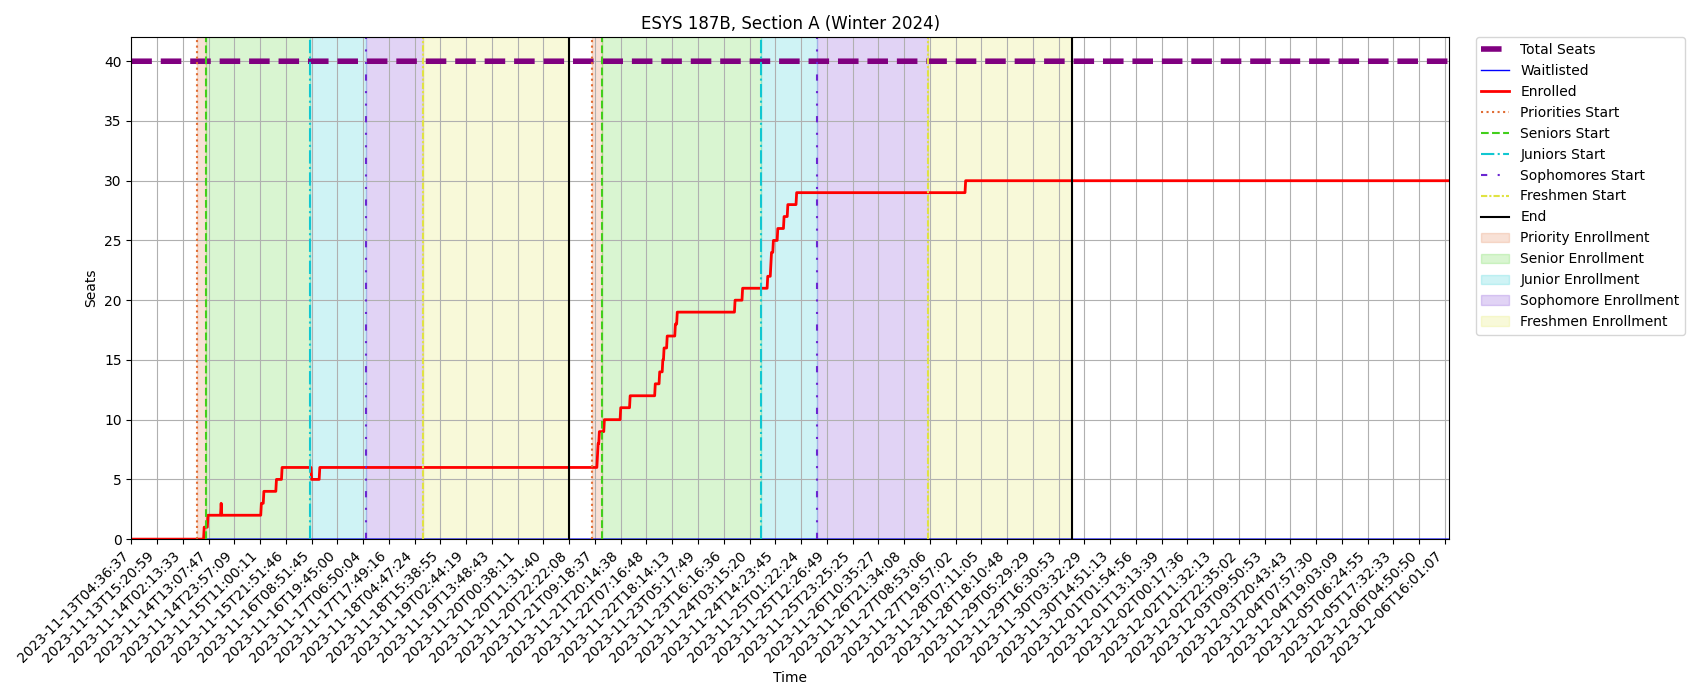 ESYS 187B, Section A (Winter 2024)
Total Seats
Waitlisted
Enrolled
Priorities Start
Seniors Start
Juniors Start
Sophomores Start
Freshmen Start
End
Priority Enrollment
Senior Enrollment
Junior Enrollment
Sophomore Enrollment
Freshmen Enrollment
Seats
40
35
30
25
20
15
10
5
0
2023-11-13T04:36:37
2023-11-13T15:20:59
2023-11-14T02:13:33
2023-11-14T13:07:47
2023-11-14T23:57:09
2023-11-15T11:00:11
2023-11-15T21:51:46
2023-11-16T08:51:45
2023-11-16T19:45:00
2023-11-17T06:50:04
2023-11-17T17:49:16
2023-11-18T04:47:24
2023-11-18T15:38:55
2023-11-19T02:44:19
2023-11-19T13:48:43
2023-11-20T00:38:11
2023-11-20T11:31:40
2023-11-20T22:22:08
2023-11-21T09:18:37
2023-11-21T20:14:38
2023-11-22T07:16:48
2023-11-22T18:14:13
2023-11-23T05:17:49
2023-11-23T16:16:36
2023-11-24T03:15:20
2023-11-24T14:23:45
2023-11-25T01:22:24
2023-11-25T12:26:49
2023-11-25T23:25:25
2023-11-26T10:35:27
2023-11-26T21:34:08
2023-11-27T08:53:06
2023-11-27T19:57:02
2023-11-28T07:11:05
2023-11-28T18:10:48
2023-11-29T05:29:29
2023-11-29T16:30:53
2023-11-30T03:32:29
2023-11-30T14:51:13
2023-12-01T01:54:56
2023-12-01T13:13:39
2023-12-02T00:17:36
2023-12-02T11:32:13
2023-12-02T22:35:02
2023-12-03T09:50:53
2023-12-03T20:43:43
2023-12-04T07:57:30
2023-12-04T19:03:09
2023-12-05T06:24:55
2023-12-05T17:32:33
2023-12-06T04:50:50
2023-12-06T16:01:07
Time